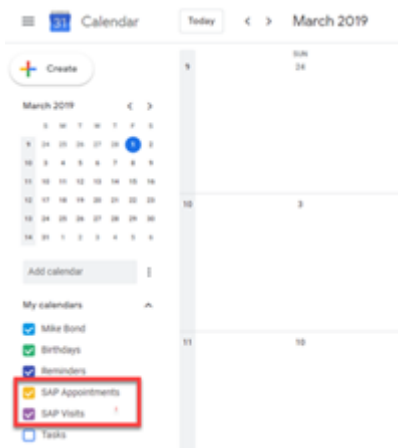 31 Calendar Today < > March 2019
Create
March 2019 < >
S M T W T F S
9 24 25 26 27 28 1 2
10 3 4 5 6 7 8 9
11 10 11 12 13 14 15 16
12 17 18 19 20 21 22 23
13 24 25 26 27 28 29 30
14 31 1 2 3 4 5 6
Add calendar
My calendars
Mike Bond
Birthdays
Reminders
SAP Appointments
SAP Visits
Tasks
9
SUN
24
10 3
11 10